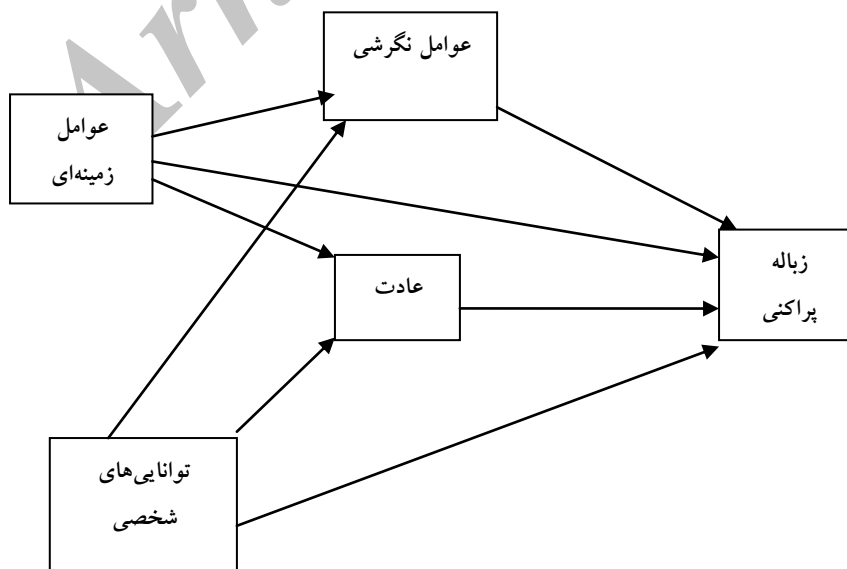 عوامل نگرشی
عوامل
زمینه‌ای
زباله
پراکنی
عادت
توانایی‌های
شخصی